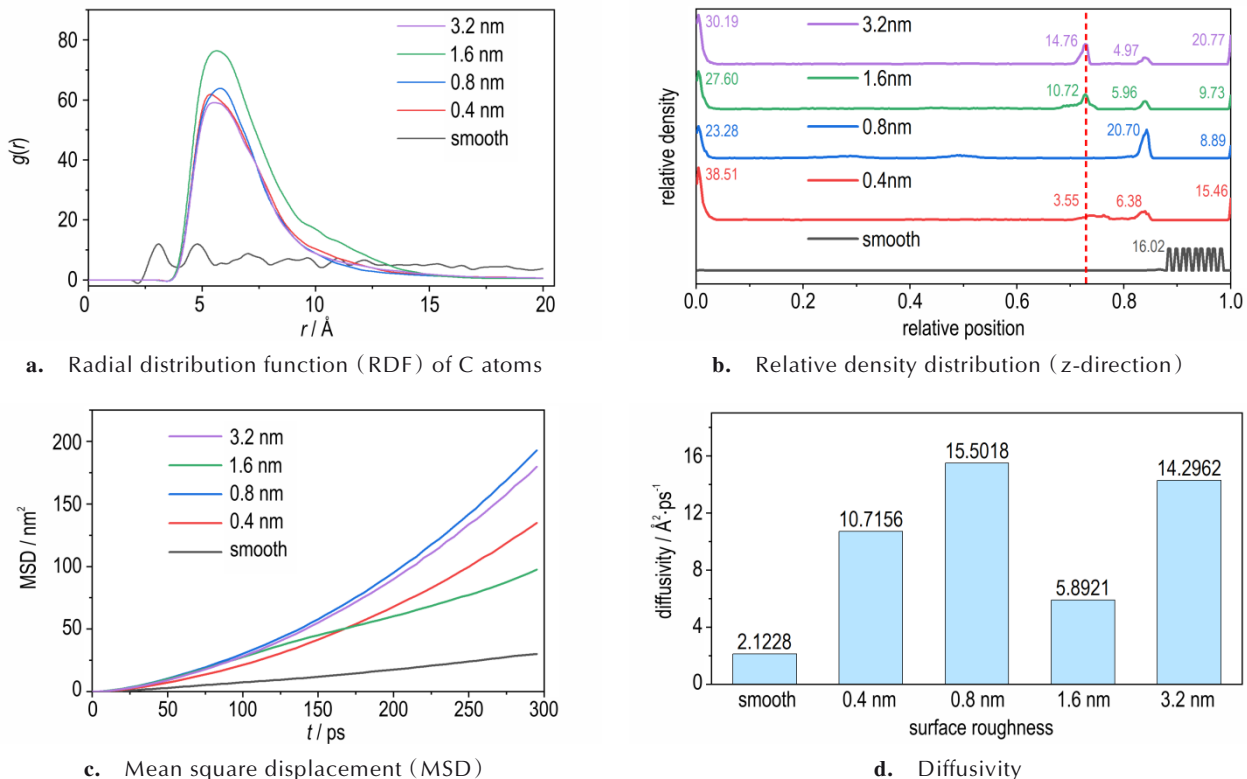 3.2 nm
1.6 nm
0.8 nm
0.4 nm
smooth
80
60
40
20
0
g(r)
0 5 10 15 20
r / Å
a. Radial distribution function (RDF) of C atoms
30.19 3.2nm 14.76 4.97 20.77
27.60 1.6nm 10.72 5.96 9.73
23.28 0.8nm 20.70 8.89
38.51 0.4nm 3.55 6.38 15.46
smooth 16.02
relative density
0.0 0.2 0.4 0.6 0.8 1.0
relative position
b. Relative density distribution (z-direction)
3.2 nm
1.6 nm
0.8 nm
0.4 nm
smooth
200
150
100
50
0
MSD / nm²
0 50 100 150 200 250 300
t / ps
c. Mean square displacement (MSD)
16
12
8
4
0
diffusivity / Å²·ps⁻¹
2.1228 10.7156 15.5018 5.8921 14.2962
smooth 0.4 nm 0.8 nm 1.6 nm 3.2 nm
surface roughness
d. Diffusivity